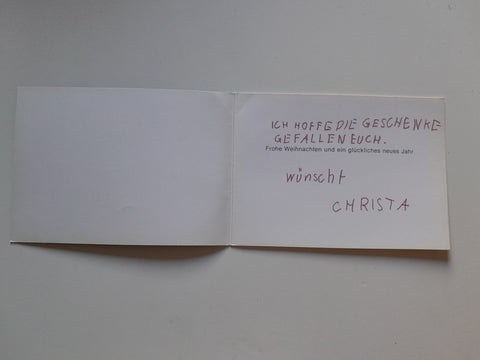 ICH HOFFE DIE GESCHENKE
GEFALLEN EUCH.
Frohe Weihnachten und ein glückliches neues Jahr
wünscht
CHRISTA